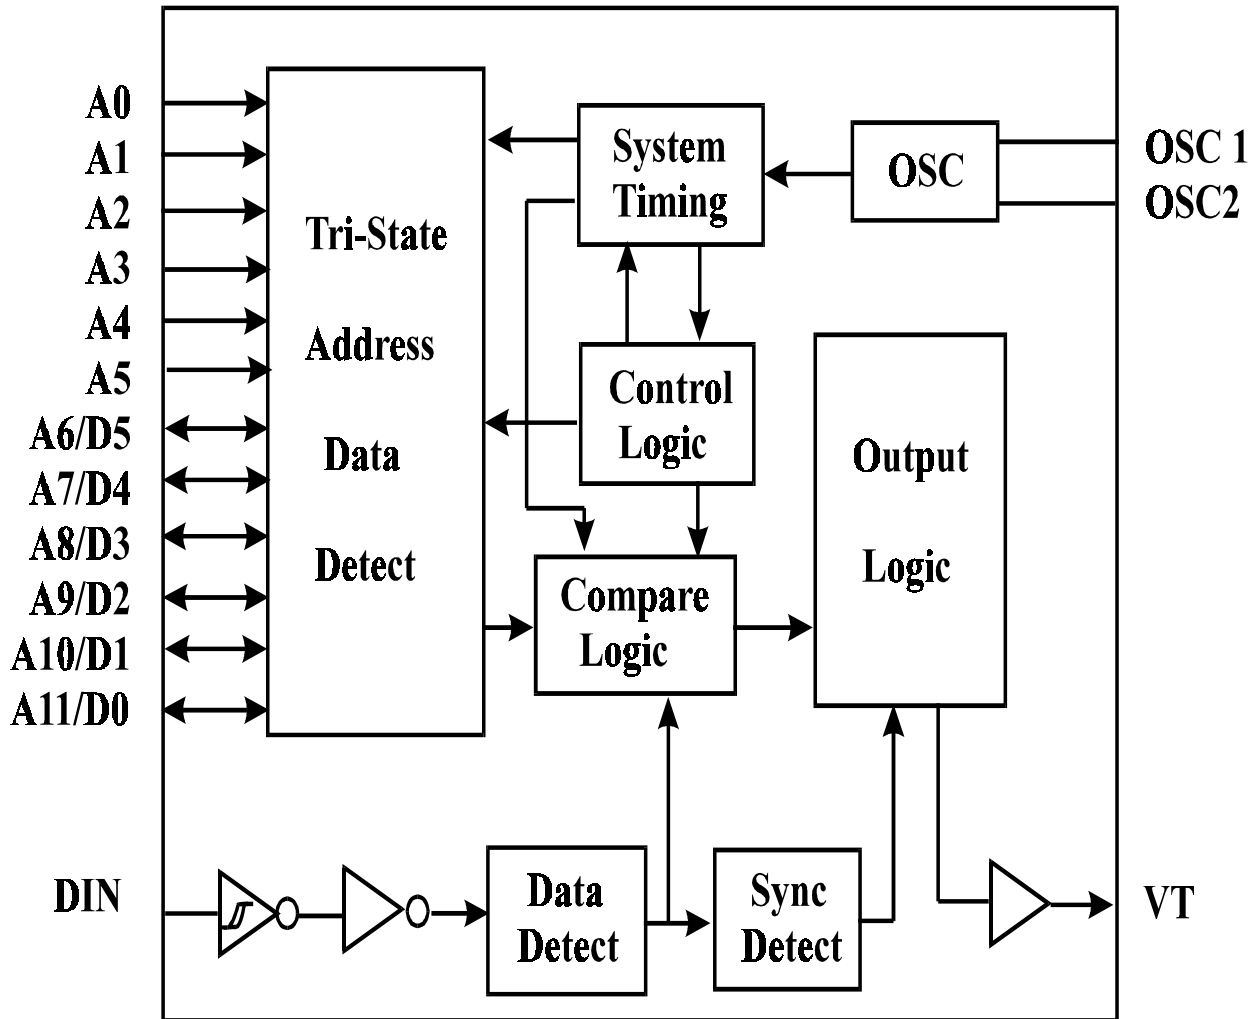 A0
A1
A2
A3
A4
A5
A6/D5
A7/D4
A8/D3
A9/D2
A10/D1
A11/D0
DIN
Tri-State
Address
Data
Detect
System
Timing
OSC
OSC 1
OSC2
Control
Logic
Compare
Logic
Output
Logic
Data
Detect
Sync
Detect
VT